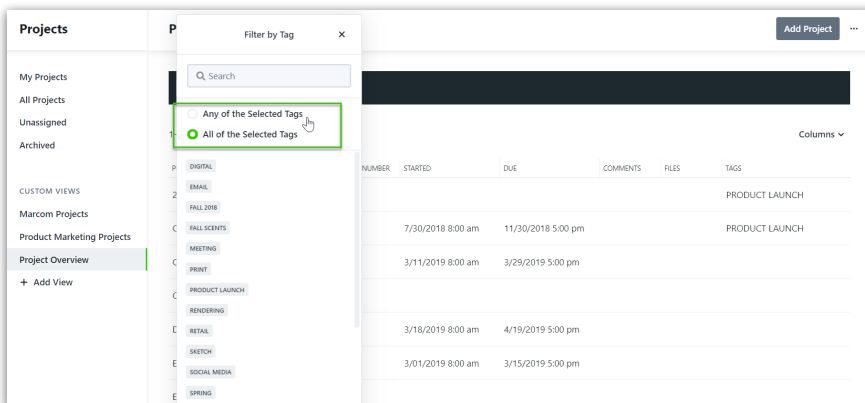 Projects
My Projects
All Projects
Unassigned
Archived
CUSTOM VIEWS
Marcom Projects
Product Marketing Projects
Project Overview
+ Add View
Filter by Tag
Search
Any of the Selected Tags
All of the Selected Tags
DIGITAL
EMAIL
FALL 2018
FALL SCENTS
MEETING
PRINT
PRODUCT LAUNCH
RENDERING
RETAIL
SKETCH
SOCIAL MEDIA
SPRING
Add Project
Columns
NUMBER STARTED DUE COMMENTS FILES TAGS
PRODUCT LAUNCH
7/30/2018 8:00 am 11/30/2018 5:00 pm PRODUCT LAUNCH
3/11/2019 8:00 am 3/29/2019 5:00 pm
3/18/2019 8:00 am 4/19/2019 5:00 pm
3/01/2019 8:00 am 3/15/2019 5:00 pm